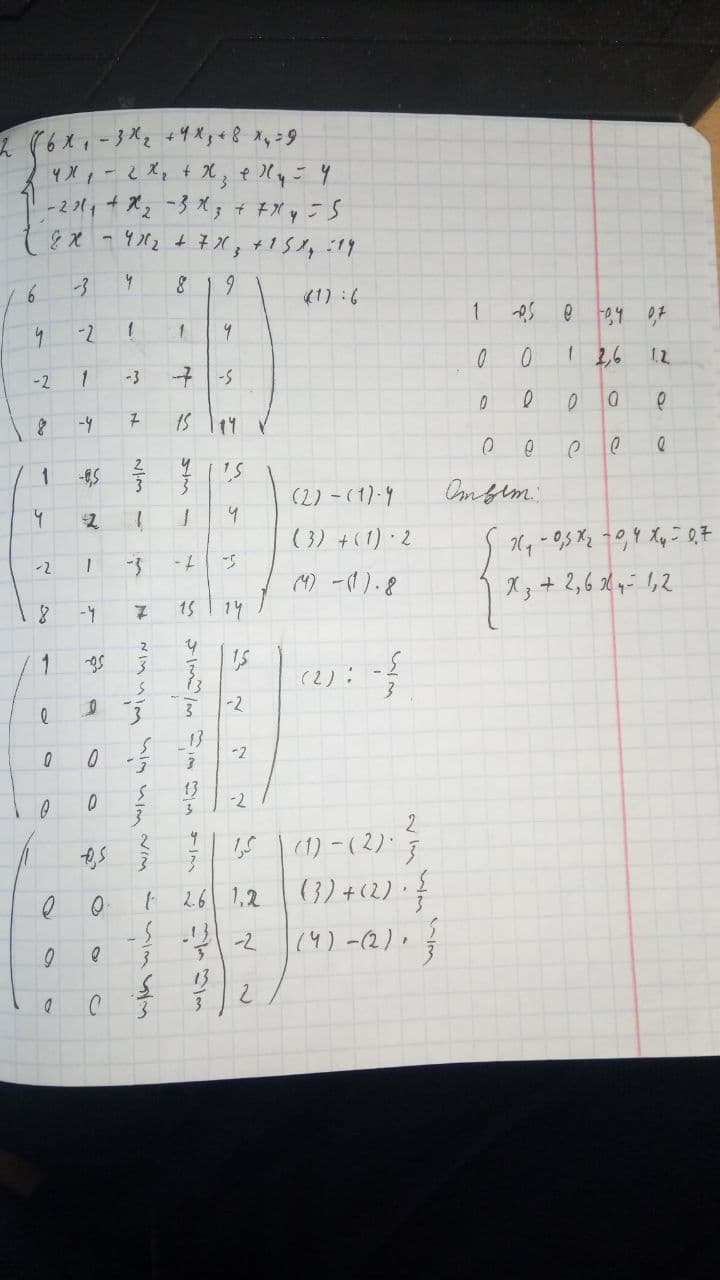 2 { 6x₁ - 3x₂ + 4x₃ + 8 x₄ = 9
4x₁ - 2x₂ + x₃ + x₄ = 4
-2x₁ + x₂ - 3x₃ + 7x₄ = 5
8x - 4x₂ + 7x₃ + 15x₄ = 14
6 -3 4 8 | 9 (1) : 6
4 -2 1 1 | 4
-2 1 -3 -7 | -5
8 -4 7 15 | 14
1 -0,5 2/3 4/3 | 1,5
4 -2 1 1 | 4 (2) - (1) · 4
-2 1 -3 -7 | -5 (3) + (1) · 2
8 -4 7 15 | 14 (4) - (1) · 8
1 -0,5 2/3 4/3 | 1,5
0 0 -5/3 -13/3 | -2 (2) : -5/3
0 0 -5/3 -13/3 | -2
0 0 5/3 13/3 | -2
1 -0,5 2/3 4/3 | 1,5 (1) - (2) · 2/3
0 0 1 2.6 | 1,2 (3) + (2) · 5/3
0 0 -5/3 -13/3 | -2 (4) - (2) · 5/3
0 0 5/3 13/3 | 2
1 -0,5 0 -0,4 0,7
0 0 1 2,6 1.2
0 0 0 0 0
0 0 0 0 0
Ответ:
{ x₁ - 0,5x₂ - 0,4 x₄ = 0,7
x₃ + 2,6x₄ = 1,2